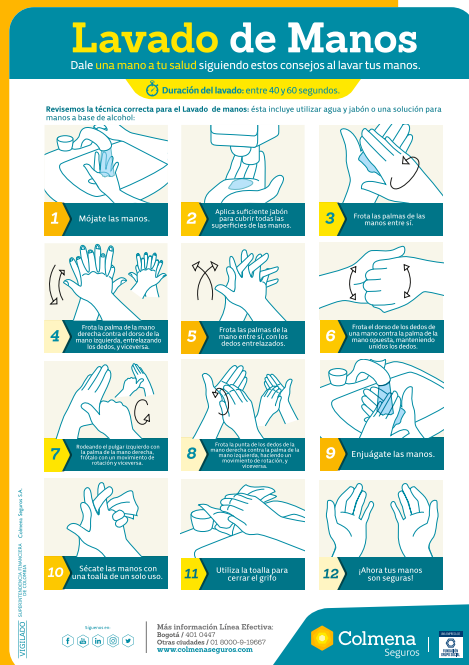 Lavado de Manos
Dale una mano a tu salud siguiendo estos consejos al lavar tus manos.
Duración del lavado: entre 40 y 60 segundos.
Revisemos la técnica correcta para el Lavado de manos: ésta incluye utilizar agua y jabón o una solución para
manos a base de alcohol:
1 Mójate las manos.
2 Aplica suficiente jabón
para cubrir todas las
superficies de las manos.
3 Frota las palmas de las
manos entre si.
4 Frota la palma de la mano
derecha contra el dorso de la
mano izquierda, entrelazando
los dedos, y viceversa.
5 Frota las palmas de la
mano entre sí, con los
dedos entrelazados.
6 Frota el dorso de los dedos de
una mano contra la palma de la
mano opuesta, manteniendo
unidos los dedos.
7 Rodeando el pulgar izquierdo con
la palma de la mano derecha,
frótalo con un movimiento de
rotación y viceversa.
8 Frota la punta de los dedos de la
mano derecha contra la palma de la
mano izquierda, haciendo un
movimiento de rotación, y
viceversa.
9 Enjuágate las manos.
10 Sécate las manos con
una toalla de un solo uso.
11 Utiliza la toalla para
cerrar el grifo
12 ¡Ahora tus manos
son seguras!
VIGILADO SUPERINTENDENCIA FINANCIERA
DE COLOMBIA
Colmena Seguros S.A.
Síguenos en:
Más información Línea Efectiva:
Bogotá / 401 0447
Otras ciudades / 01 8000-9-19667
www.colmenaseguros.com
Colmena
Seguros
FUNDACIÓN
GRUPO SOCIAL